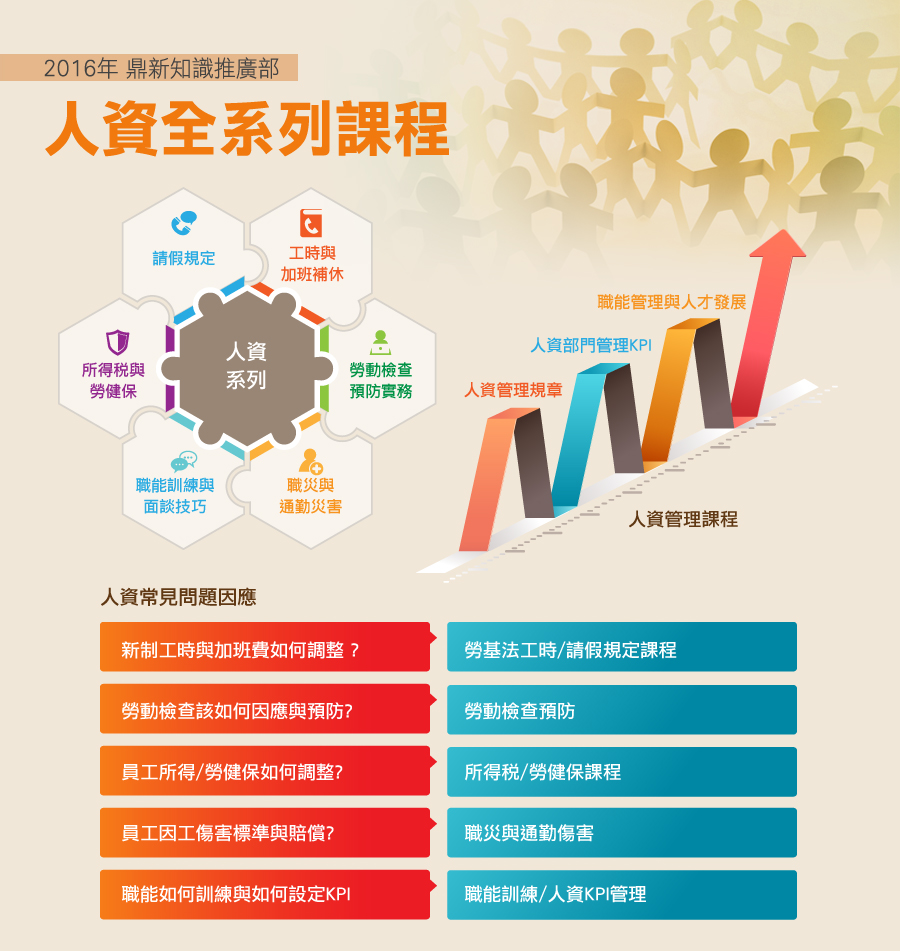 2016年 鼎新知識推廣部
人資全系列課程
請假規定
工時與
加班補休
所得稅與
勞健保
人資
系列
勞動檢查
預防實務
職能訓練與
面談技巧
職災與
通勤災害
職能管理與人才發展
人資部門管理KPI
人資管理規章
人資管理課程
人資常見問題因應
新制工時與加班費如何調整 ?
勞基法工時/請假規定課程
勞動檢查該如何因應與預防?
勞動檢查預防
員工所得/勞健保如何調整?
所得稅/勞健保課程
員工因工傷害標準與賠償?
職災與通勤傷害
職能如何訓練與如何設定KPI
職能訓練/人資KPI管理